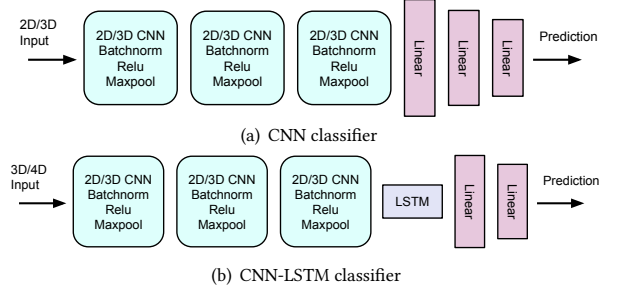 2D/3D
Input
2D/3D CNN
Batchnorm
Relu
Maxpool
2D/3D CNN
Batchnorm
Relu
Maxpool
2D/3D CNN
Batchnorm
Relu
Maxpool
Linear
Linear
Linear
Prediction
(a) CNN classifier
3D/4D
Input
2D/3D CNN
Batchnorm
Relu
Maxpool
2D/3D CNN
Batchnorm
Relu
Maxpool
2D/3D CNN
Batchnorm
Relu
Maxpool
LSTM
Linear
Linear
Prediction
(b) CNN-LSTM classifier